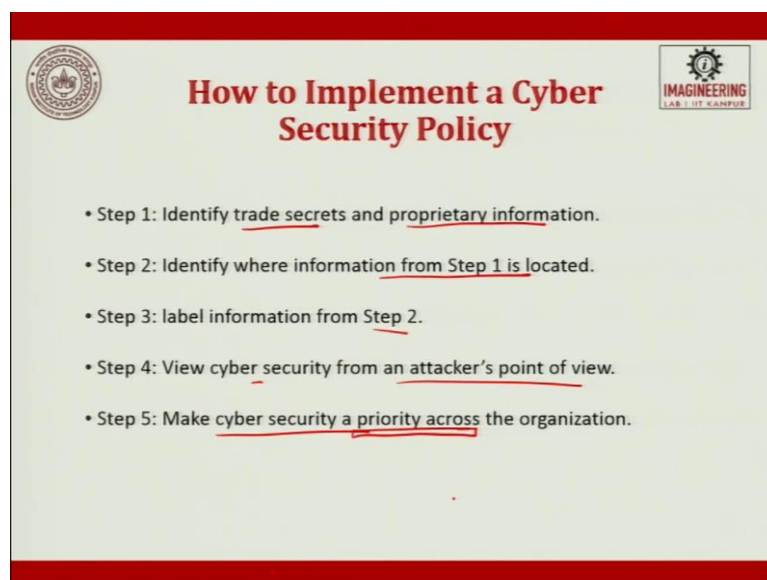 IMAGINEERING
LAB | IIT KANPUR
How to Implement a Cyber
Security Policy
• Step 1: Identify trade secrets and proprietary information.
• Step 2: Identify where information from Step 1 is located.
• Step 3: label information from Step 2.
• Step 4: View cyber security from an attacker's point of view.
• Step 5: Make cyber security a priority across the organization.